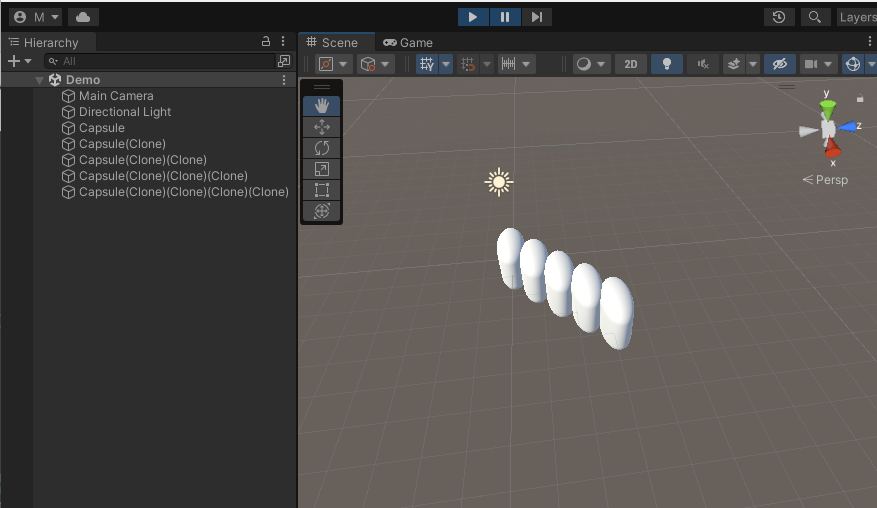 M
Layers
Hierarchy
Scene
Game
All
2D
Demo
Main Camera
Directional Light
Capsule
Capsule(Clone)
Capsule(Clone)(Clone)
Capsule(Clone)(Clone)(Clone)
Capsule(Clone)(Clone)(Clone)(Clone)
y
z
x
Persp